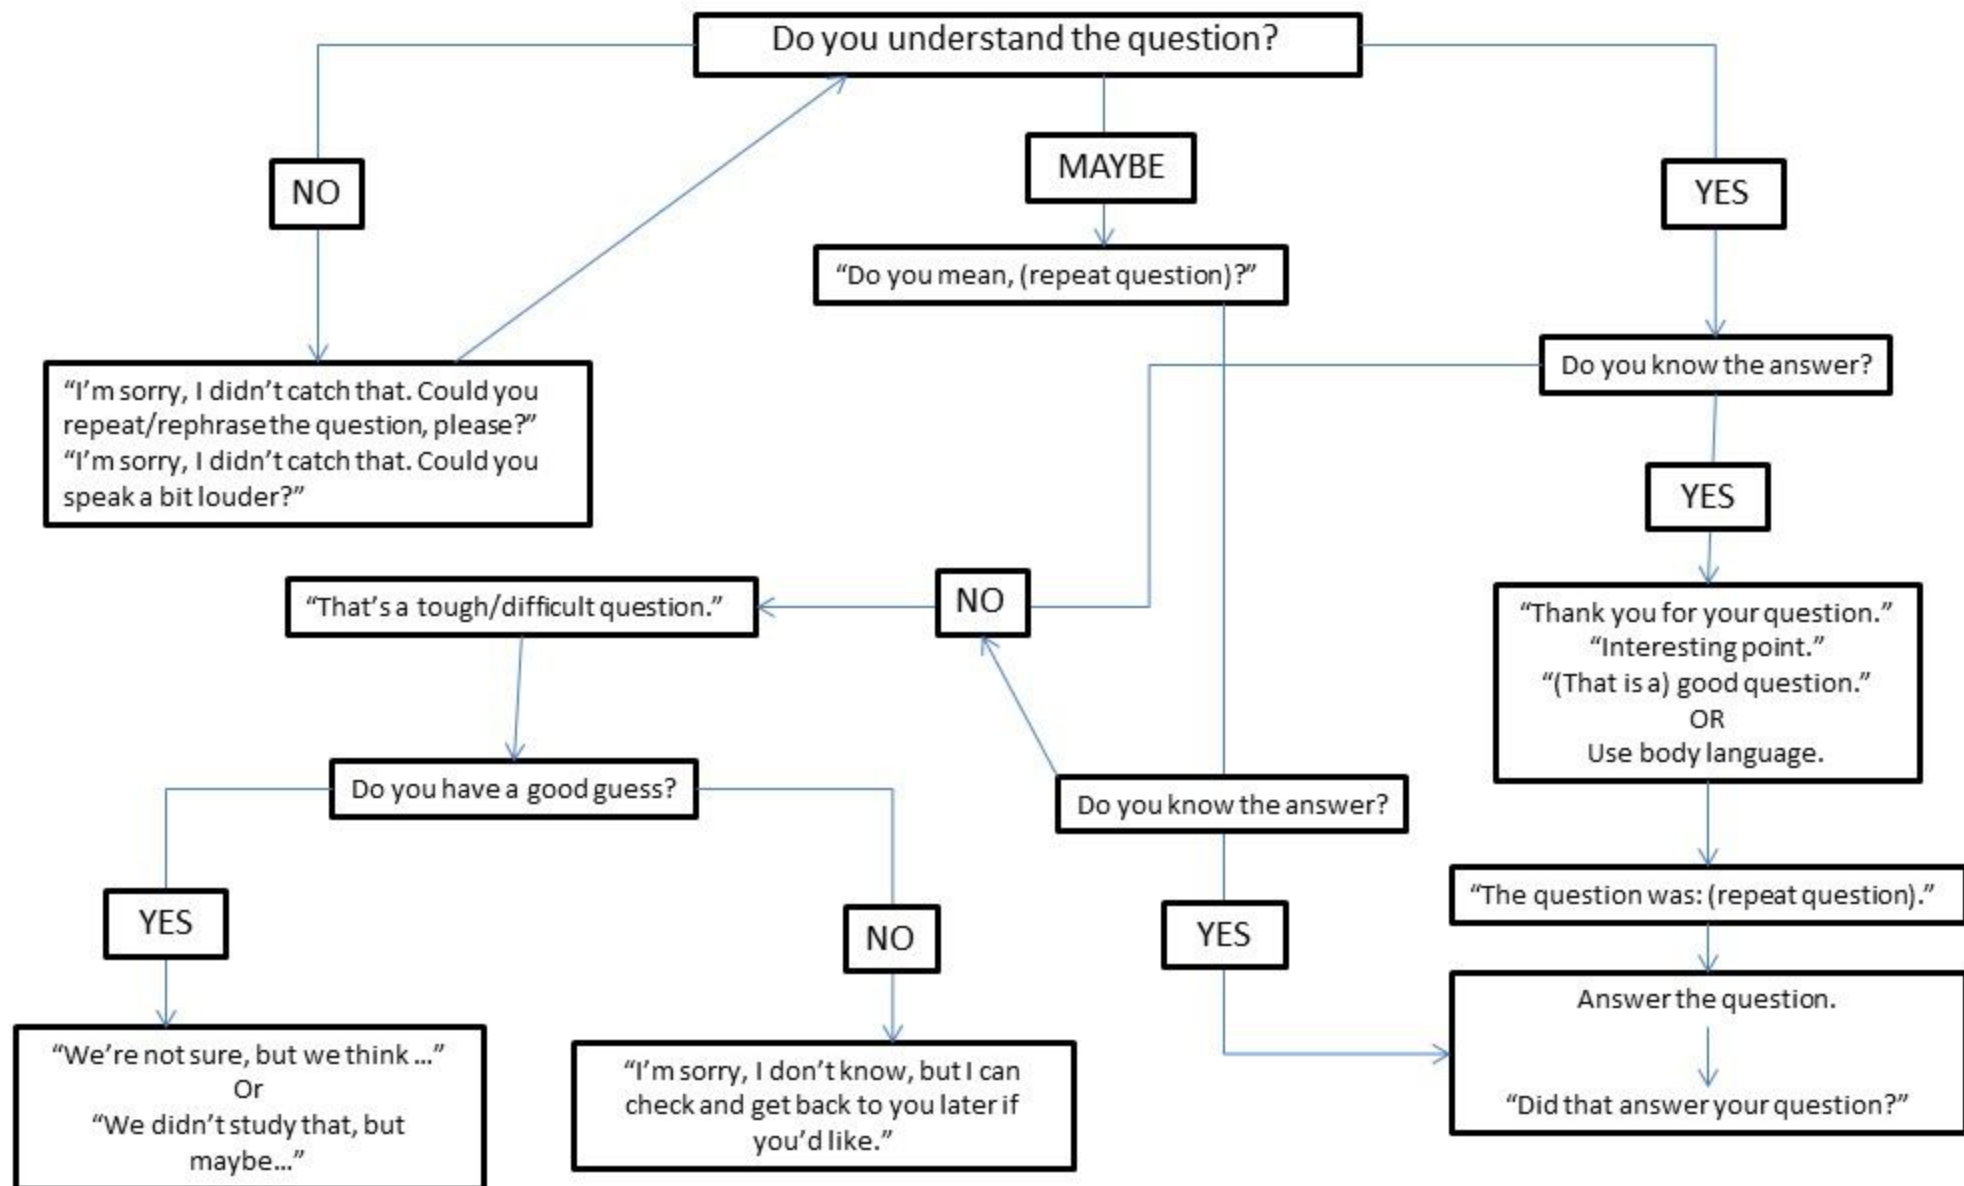 Do you understand the question?
NO
MAYBE
YES
“Do you mean, (repeat question)?”
Do you know the answer?
“I’m sorry, I didn’t catch that. Could you
repeat/rephrase the question, please?”
“I’m sorry, I didn’t catch that. Could you
speak a bit louder?”
YES
“That’s a tough/difficult question.”
NO
“Thank you for your question.”
“Interesting point.”
“(That is a) good question.”
OR
Use body language.
Do you have a good guess?
Do you know the answer?
YES
NO
YES
“The question was: (repeat question).”
Answer the question.
“Did that answer your question?”
“We’re not sure, but we think ...”
Or
“We didn’t study that, but
maybe...”
“I’m sorry, I don’t know, but I can
check and get back to you later if
you’d like.”